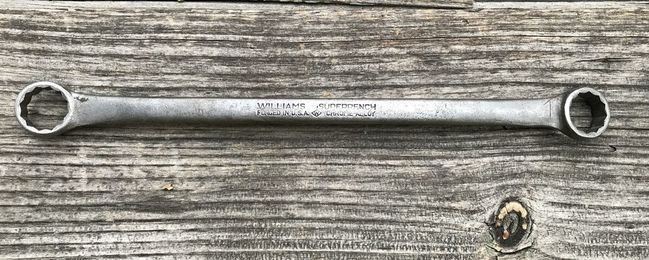 WILLIAMS SUPERRENCH
FORGED IN U.S.A. CHROME-ALLOY